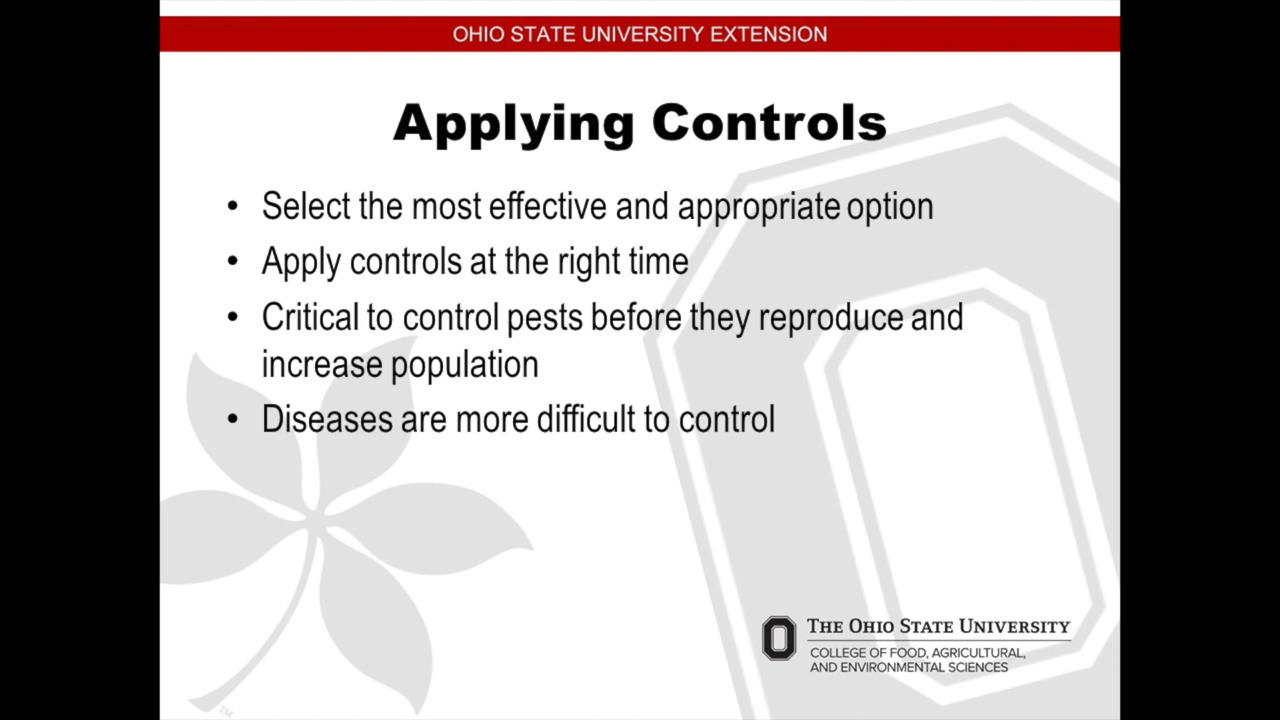 OHIO STATE UNIVERSITY EXTENSION
Applying Controls
• Select the most effective and appropriate option
• Apply controls at the right time
• Critical to control pests before they reproduce and
increase population
• Diseases are more difficult to control
THE OHIO STATE UNIVERSITY
COLLEGE OF FOOD, AGRICULTURAL,
AND ENVIRONMENTAL SCIENCES
TM